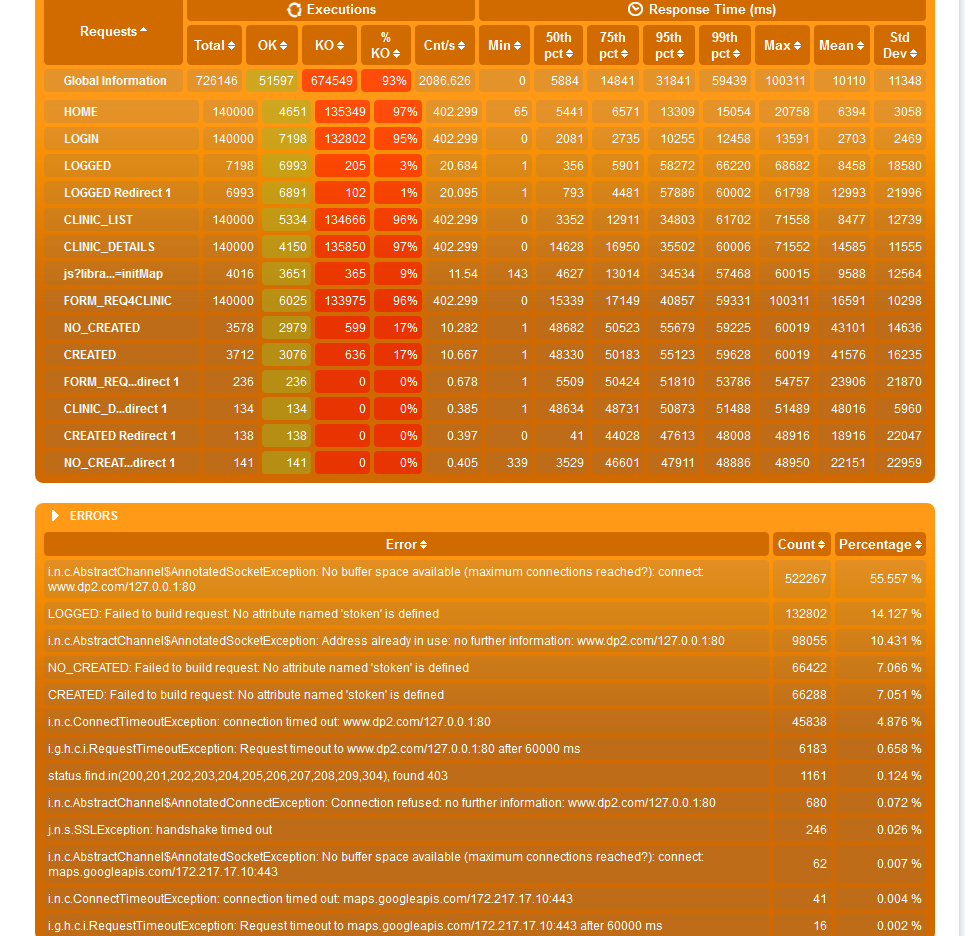 Executions Response Time (ms)
Requests Total OK KO % KO Cnt/s Min 50th pct 75th pct 95th pct 99th pct Max Mean Std Dev
Global Information 726146 51597 674549 93% 2086.626 0 5884 14841 31841 59439 100311 10110 11348
HOME 140000 4651 135349 97% 402.299 65 5441 6571 13309 15054 20758 6394 3058
LOGIN 140000 7198 132802 95% 402.299 0 2081 2735 10255 12458 13591 2703 2469
LOGGED 7198 6993 205 3% 20.684 1 356 5901 58272 66220 68682 8458 18580
LOGGED Redirect 1 6993 6891 102 1% 20.095 1 793 4481 57886 60002 61798 12993 21996
CLINIC_LIST 140000 5334 134666 96% 402.299 0 3352 12911 34803 61702 71558 8477 12739
CLINIC_DETAILS 140000 4150 135850 97% 402.299 0 14628 16950 35502 60006 71552 14585 11555
js?libra...=initMap 4016 3651 365 9% 11.54 143 4627 13014 34534 57468 60015 9588 12564
FORM_REQ4CLINIC 140000 6025 133975 96% 402.299 0 15339 17149 40857 59331 100311 16591 10298
NO_CREATED 3578 2979 599 17% 10.282 1 48682 50523 55679 59225 60019 43101 14636
CREATED 3712 3076 636 17% 10.667 1 48330 50183 55123 59628 60019 41576 16235
FORM_REQ...direct 1 236 236 0 0% 0.678 1 5509 50424 51810 53786 54757 23906 21870
CLINIC_D...direct 1 134 134 0 0% 0.385 1 48634 48731 50873 51488 51489 48016 5960
CREATED Redirect 1 138 138 0 0% 0.397 0 41 44028 47613 48008 48916 18916 22047
NO_CREAT...direct 1 141 141 0 0% 0.405 339 3529 46601 47911 48886 48950 22151 22959
ERRORS
Error Count Percentage
i.n.c.AbstractChannel$AnnotatedSocketException: No buffer space available (maximum connections reached?): connect:
www.dp2.com/127.0.0.1:80 522267 55.557 %
LOGGED: Failed to build request: No attribute named 'stoken' is defined 132802 14.127 %
i.n.c.AbstractChannel$AnnotatedSocketException: Address already in use: no further information: www.dp2.com/127.0.0.1:80 98055 10.431 %
NO_CREATED: Failed to build request: No attribute named 'stoken' is defined 66422 7.066 %
CREATED: Failed to build request: No attribute named 'stoken' is defined 66288 7.051 %
i.n.c.ConnectTimeoutException: connection timed out: www.dp2.com/127.0.0.1:80 45838 4.876 %
i.g.h.c.i.RequestTimeoutException: Request timeout to www.dp2.com/127.0.0.1:80 after 60000 ms 6183 0.658 %
status.find.in(200,201,202,203,204,205,206,207,208,209,304), found 403 1161 0.124 %
i.n.c.AbstractChannel$AnnotatedConnectException: Connection refused: no further information: www.dp2.com/127.0.0.1:80 680 0.072 %
j.n.s.SSLException: handshake timed out 246 0.026 %
i.n.c.AbstractChannel$AnnotatedSocketException: No buffer space available (maximum connections reached?): connect:
maps.googleapis.com/172.217.17.10:443 62 0.007 %
i.n.c.ConnectTimeoutException: connection timed out: maps.googleapis.com/172.217.17.10:443 41 0.004 %
i.g.h.c.i.RequestTimeoutException: Request timeout to maps.googleapis.com/172.217.17.10:443 after 60000 ms 16 0.002 %